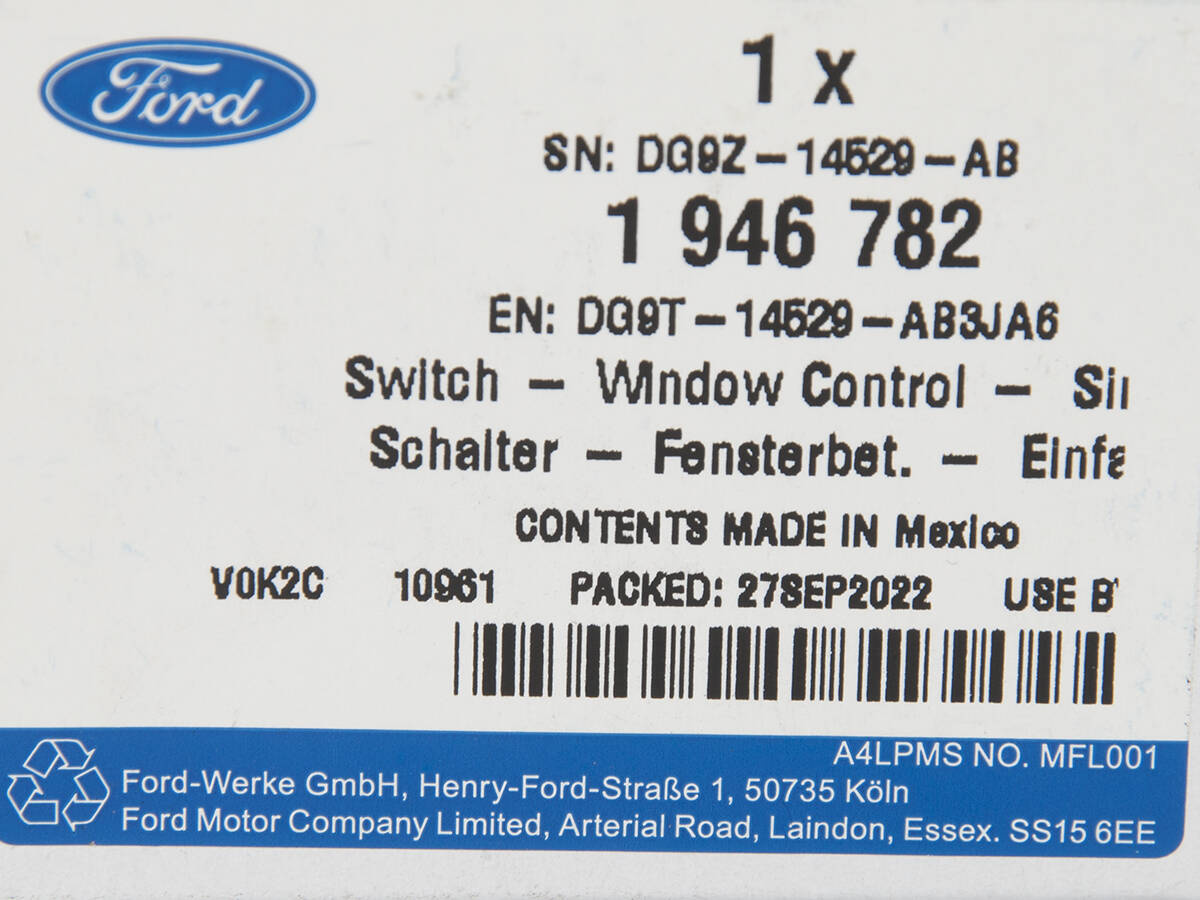 Ford
1 x
SN: DG9Z-14529-AB
1 946 782
EN: DG9T-14529-AB3JA6
Switch - Window Control -
Schalter - Fensterbet. -
CONTENTS MADE IN Mexico
V0K2C 10961 PACKED: 27SEP2022 USE
A4LPMS NO. MFL001
Ford-Werke GmbH, Henry-Ford-Straße 1, 50735 Köln
Ford Motor Company Limited, Arterial Road, Laindon, Essex. SS15 6EE